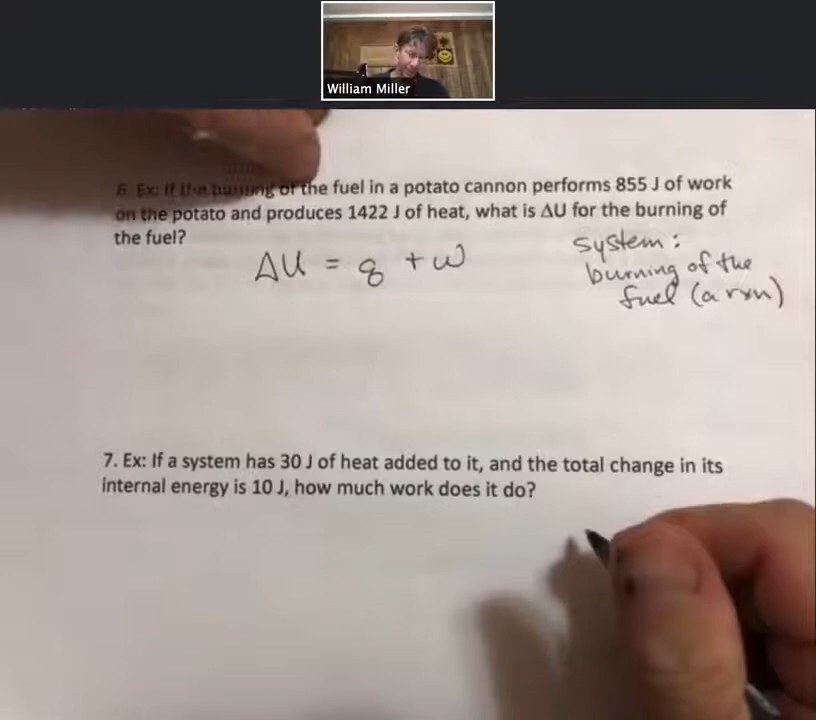 William Miller
6. Ex: If the burning of the fuel in a potato cannon performs 855 J of work
on the potato and produces 1422 J of heat, what is ΔU for the burning of
the fuel?
ΔU = q + w
system:
burning of the
fuel (a rxn)
7. Ex: If a system has 30 J of heat added to it, and the total change in its
internal energy is 10 J, how much work does it do?